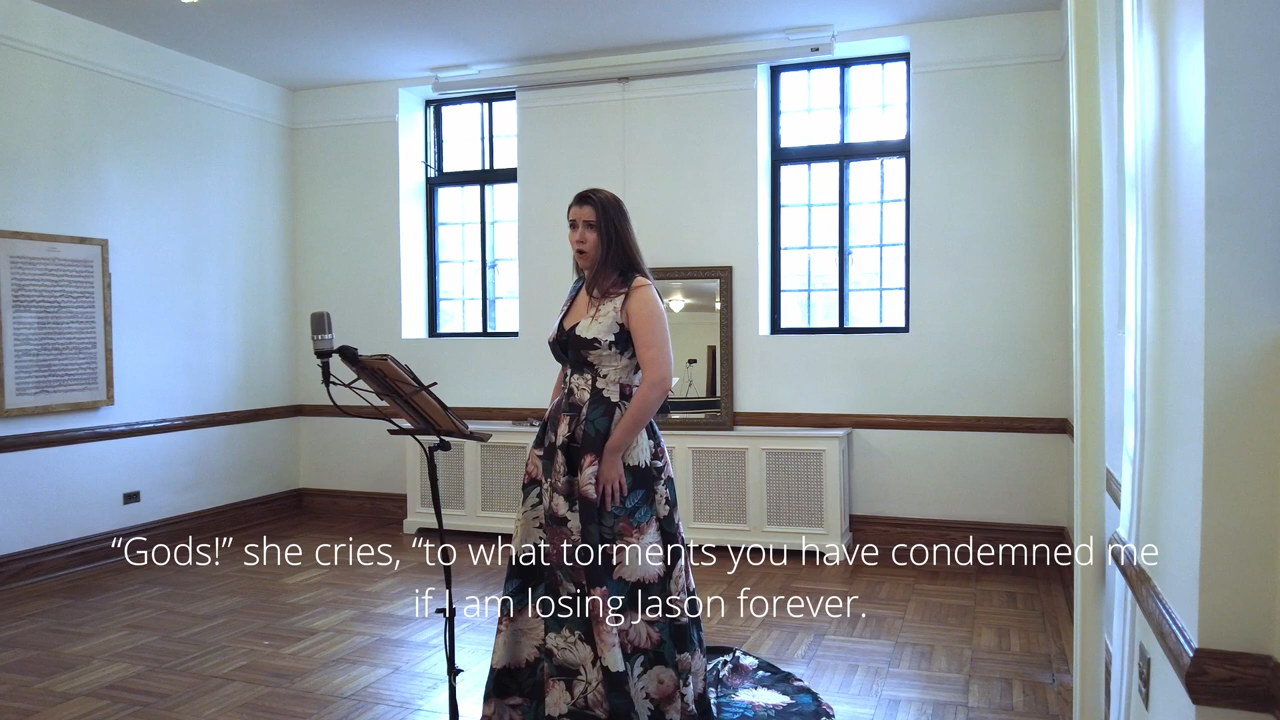 “Gods!” she cries, “to what torments you have condemned me
if I am losing Jason forever.